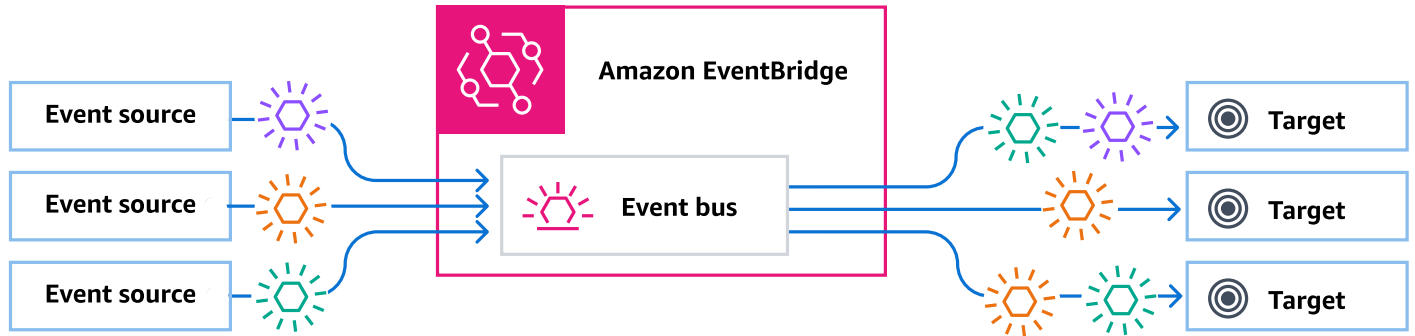 Amazon EventBridge
Event source
Event source
Event source
Event bus
Target
Target
Target